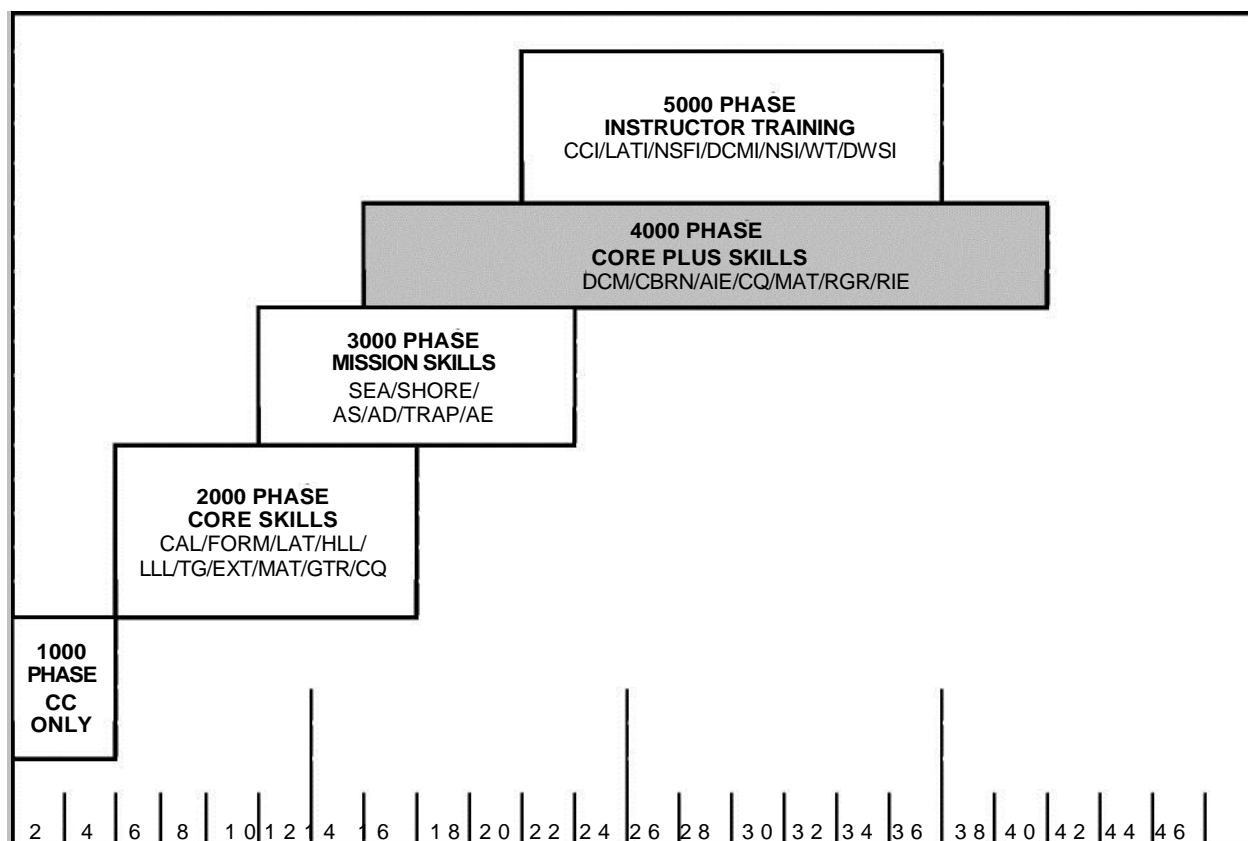 5000 PHASE
INSTRUCTOR TRAINING
CCI/LATI/NSFI/DCMI/NSI/WT/DWSI
4000 PHASE
CORE PLUS SKILLS
DCM/CBRN/AIE/CQ/MAT/RGR/RIE
3000 PHASE
MISSION SKILLS
SEA/SHORE/
AS/AD/TRAP/AE
2000 PHASE
CORE SKILLS
CAL/FORM/LAT/HLL/
LLL/TG/EXT/MAT/GTR/CQ
1000
PHASE
CC
ONLY
2 4 6 8 10 12 14 16 18 20 22 24 26 28 30 32 34 36 38 40 42 44 46